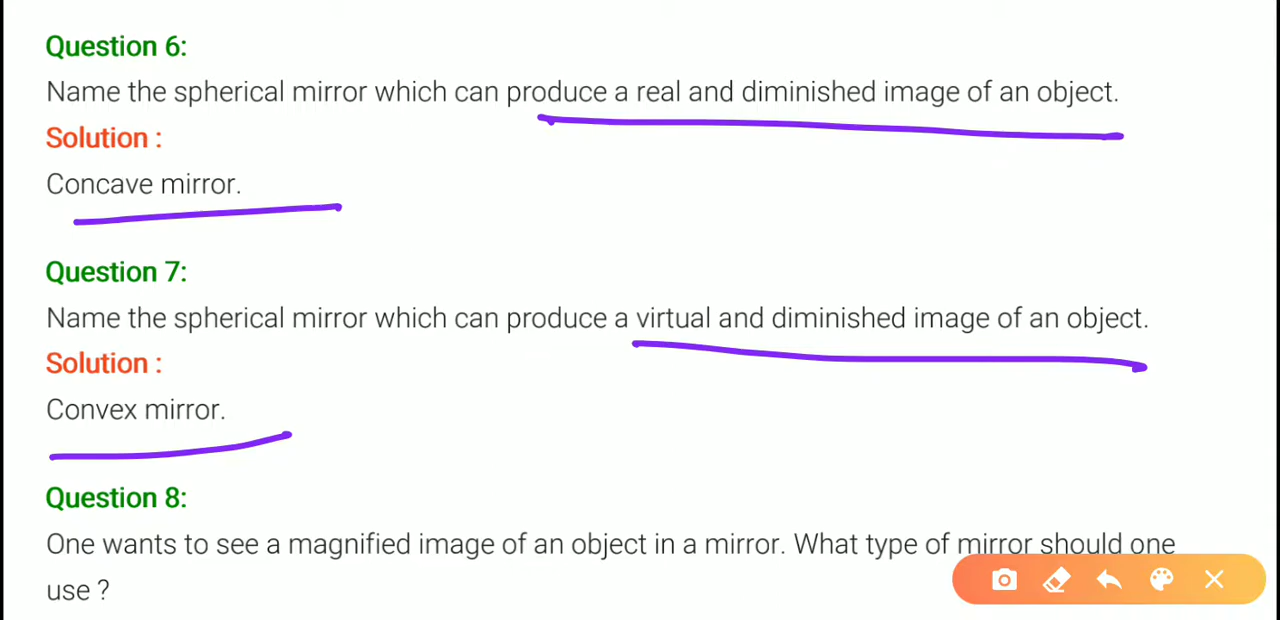 Question 6:
Name the spherical mirror which can produce a real and diminished image of an object.
Solution :
Concave mirror.
Question 7:
Name the spherical mirror which can produce a virtual and diminished image of an object.
Solution :
Convex mirror.
Question 8:
One wants to see a magnified image of an object in a mirror. What type of mirror should one
use ?